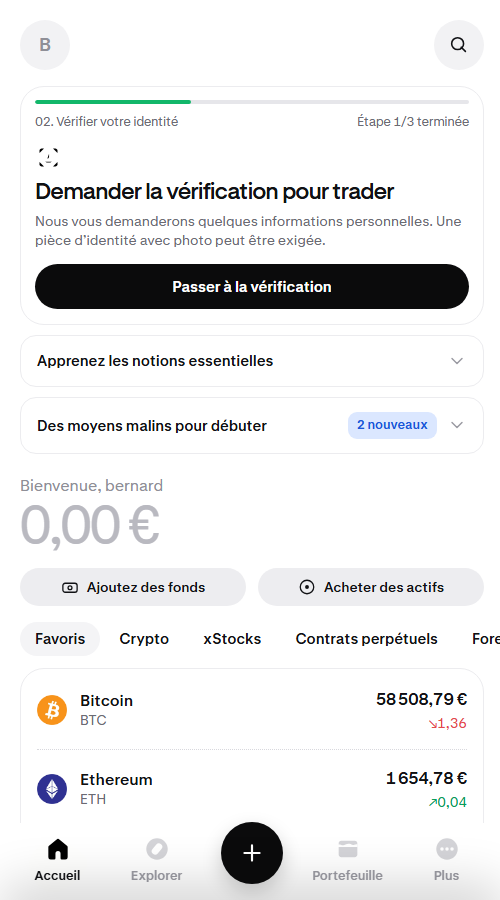 B
02. Vérifier votre identité
Étape 1/3 terminée
Demander la vérification pour trader
Nous vous demanderons quelques informations personnelles. Une
pièce d'identité avec photo peut être exigée.
Passer à la vérification
Apprenez les notions essentielles
Des moyens malins pour débuter
2 nouveaux
Bienvenue, bernard
0,00 €
Ajoutez des fonds
Acheter des actifs
Favoris
Crypto
xStocks
Contrats perpétuels
Fore
Bitcoin
58 508,79 €
BTC
↘1,36
Ethereum
1 654,78 €
ETH
↗0,04
Accueil
Explorer
Portefeuille
Plus